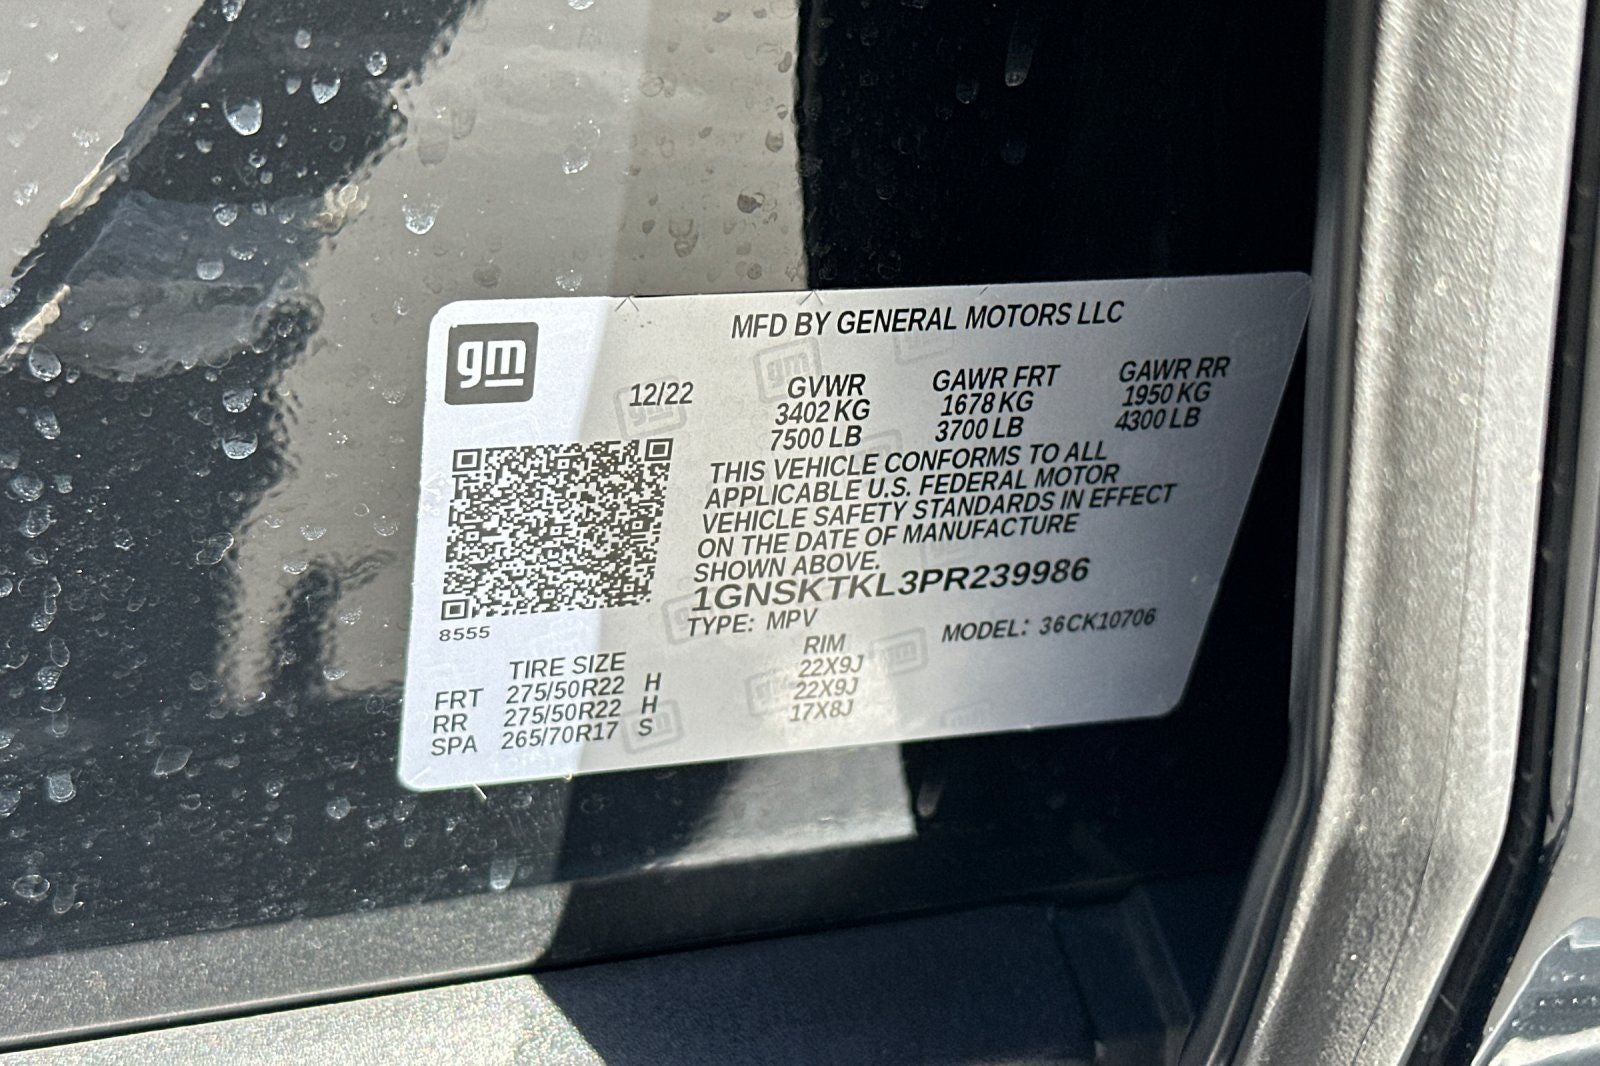 gm
MFD BY GENERAL MOTORS LLC
12/22 GVWR GAWR FRT GAWR RR
3402 KG 1678 KG 1950 KG
7500 LB 3700 LB 4300 LB
THIS VEHICLE CONFORMS TO ALL
APPLICABLE U.S. FEDERAL MOTOR
VEHICLE SAFETY STANDARDS IN EFFECT
ON THE DATE OF MANUFACTURE
SHOWN ABOVE.
1GNSKTKL3PR239986
8555
TYPE: MPV MODEL: 36CK10706
TIRE SIZE RIM
FRT 275/50R22 H 22X9J
RR 275/50R22 H 22X9J
SPA 265/70R17 S 17X8J